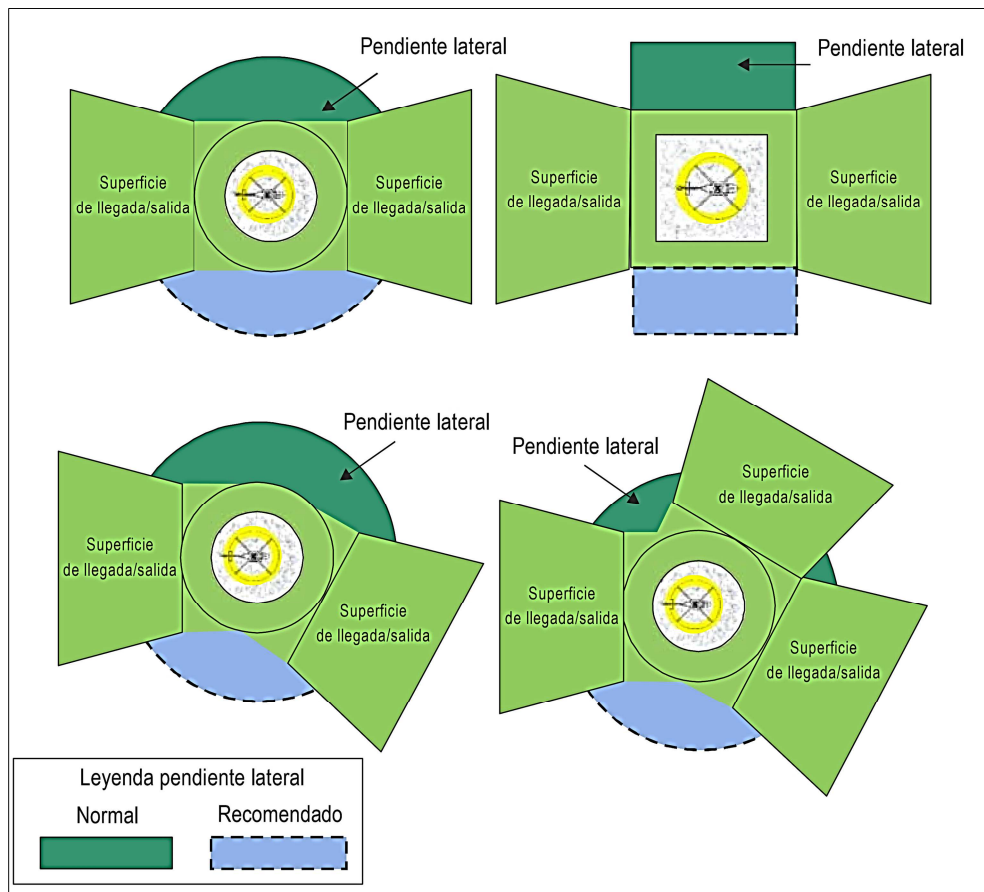 Pendiente lateral
Superficie
de llegada/salida
Superficie
de llegada/salida
Pendiente lateral
Superficie
de llegada/salida
Superficie
de llegada/salida
Pendiente lateral
Superficie
de llegada/salida
Superficie
de llegada/salida
Pendiente lateral
Superficie
de llegada/salida
Superficie
de llegada/salida
Superficie
de llegada/salida
Leyenda pendiente lateral
Normal
Recomendado